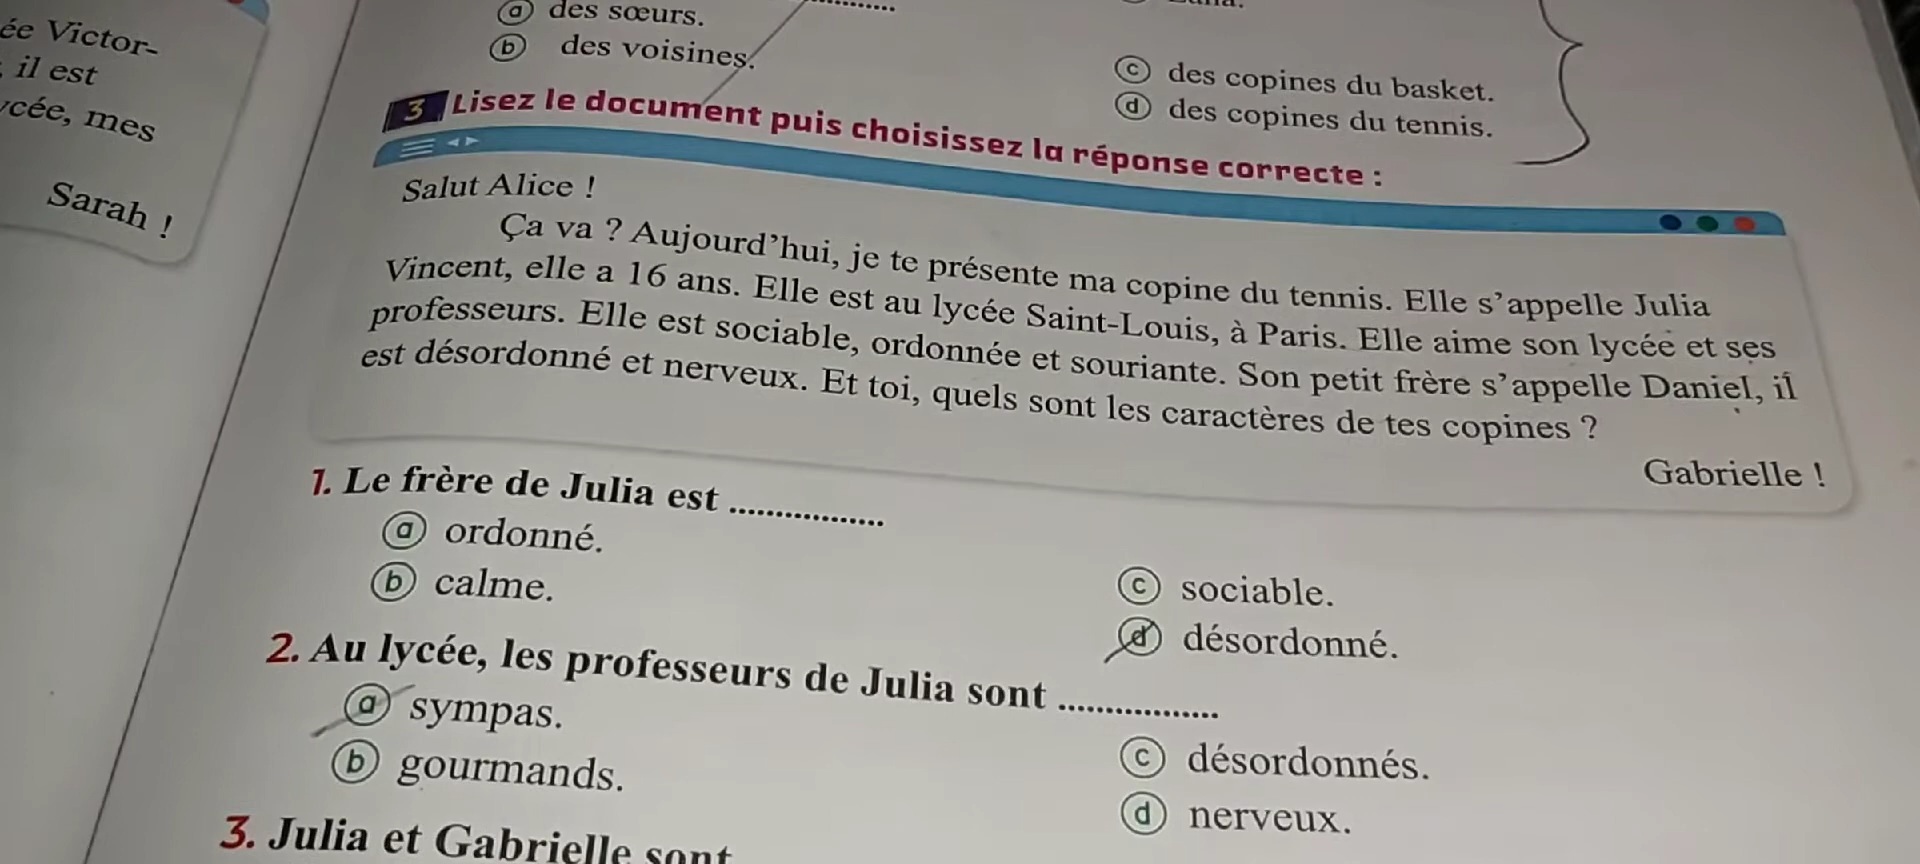 ée Victor-
il est
ycée, mes
Sarah !
a des sœurs.
b des voisines.
c des copines du basket.
d des copines du tennis.
3 Lisez le document puis choisissez la réponse correcte :
Salut Alice !
Ça va ? Aujourd'hui, je te présente ma copine du tennis. Elle s'appelle Julia
Vincent, elle a 16 ans. Elle est au lycée Saint-Louis, à Paris. Elle aime son lycée et ses
professeurs. Elle est sociable, ordonnée et souriante. Son petit frère s'appelle Daniel, il
est désordonné et nerveux. Et toi, quels sont les caractères de tes copines ?
Gabrielle !
1. Le frère de Julia est .................
a ordonné.
b calme.
c sociable.
d désordonné.
2. Au lycée, les professeurs de Julia sont .................
a sympas.
b gourmands.
c désordonnés.
d nerveux.
3. Julia et Gabrielle sont